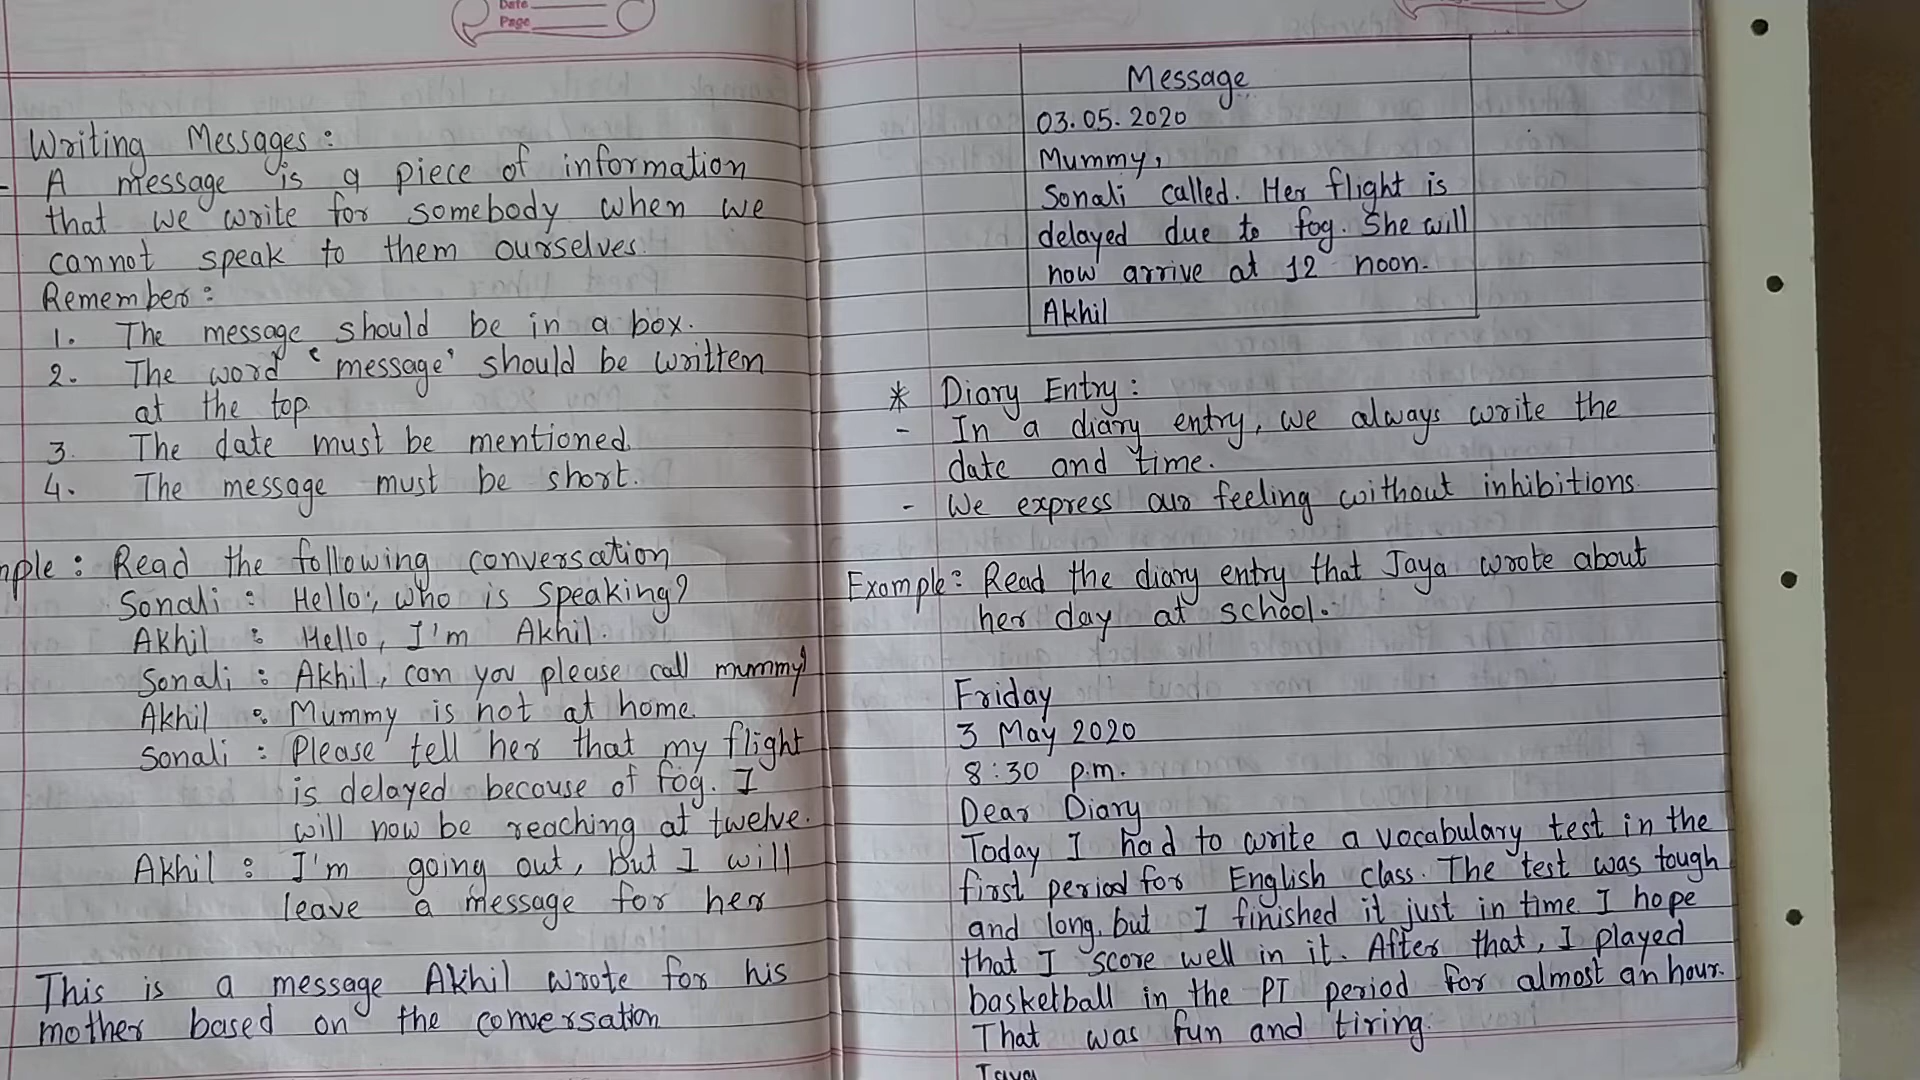 Date
Page
Writing Messages:
- A message is a piece of information
that we write for somebody when we
cannot speak to them ourselves.
Remember:
1. The message should be in a box.
2. The word 'message' should be written
at the top.
3. The date must be mentioned.
4. The message must be short.
mple: Read the following conversation
Sonali : Hello, who is speaking?
Akhil : Hello, I'm Akhil.
Sonali : Akhil, can you please call mummy?
Akhil : Mummy is not at home.
Sonali : Please tell her that my flight
is delayed because of fog. I
will now be reaching at twelve.
Akhil : I'm going out, but I will
leave a message for her
This is a message Akhil wrote for his
mother based on the conversation
Message
03.05.2020
Mummy,
Sonali called. Her flight is
delayed due to fog. She will
now arrive at 12 noon.
Akhil
* Diary Entry:
- In a diary entry, we always write the
date and time.
- We express our feeling without inhibitions.
Example: Read the diary entry that Jaya wrote about
her day at school.
Friday
3 May 2020
8:30 p.m.
Dear Diary
Today I had to write a vocabulary test in the
first period for English class. The test was tough
and long, but I finished it just in time. I hope
that I score well in it. After that, I played
basketball in the PT period for almost an hour.
That was fun and tiring.
Jaya